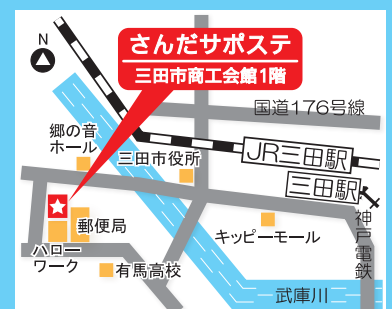 さんだサポステ
三田市商工会館1階
N
国道176号線
郷の音
ホール
三田市役所
JR三田駅
三田駅
神戸電鉄
郵便局
ハロー
ワーク
キッピーモール
有馬高校
武庫川